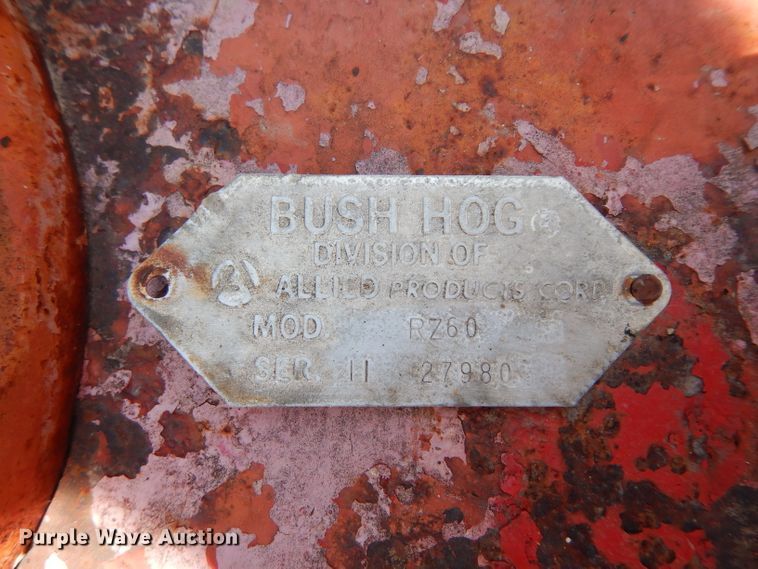 BUSH HOG ®
DIVISION OF
ALLIED PRODUCTS CORP.
MOD RZ60
SER. 11 27980
Purple Wave Auction